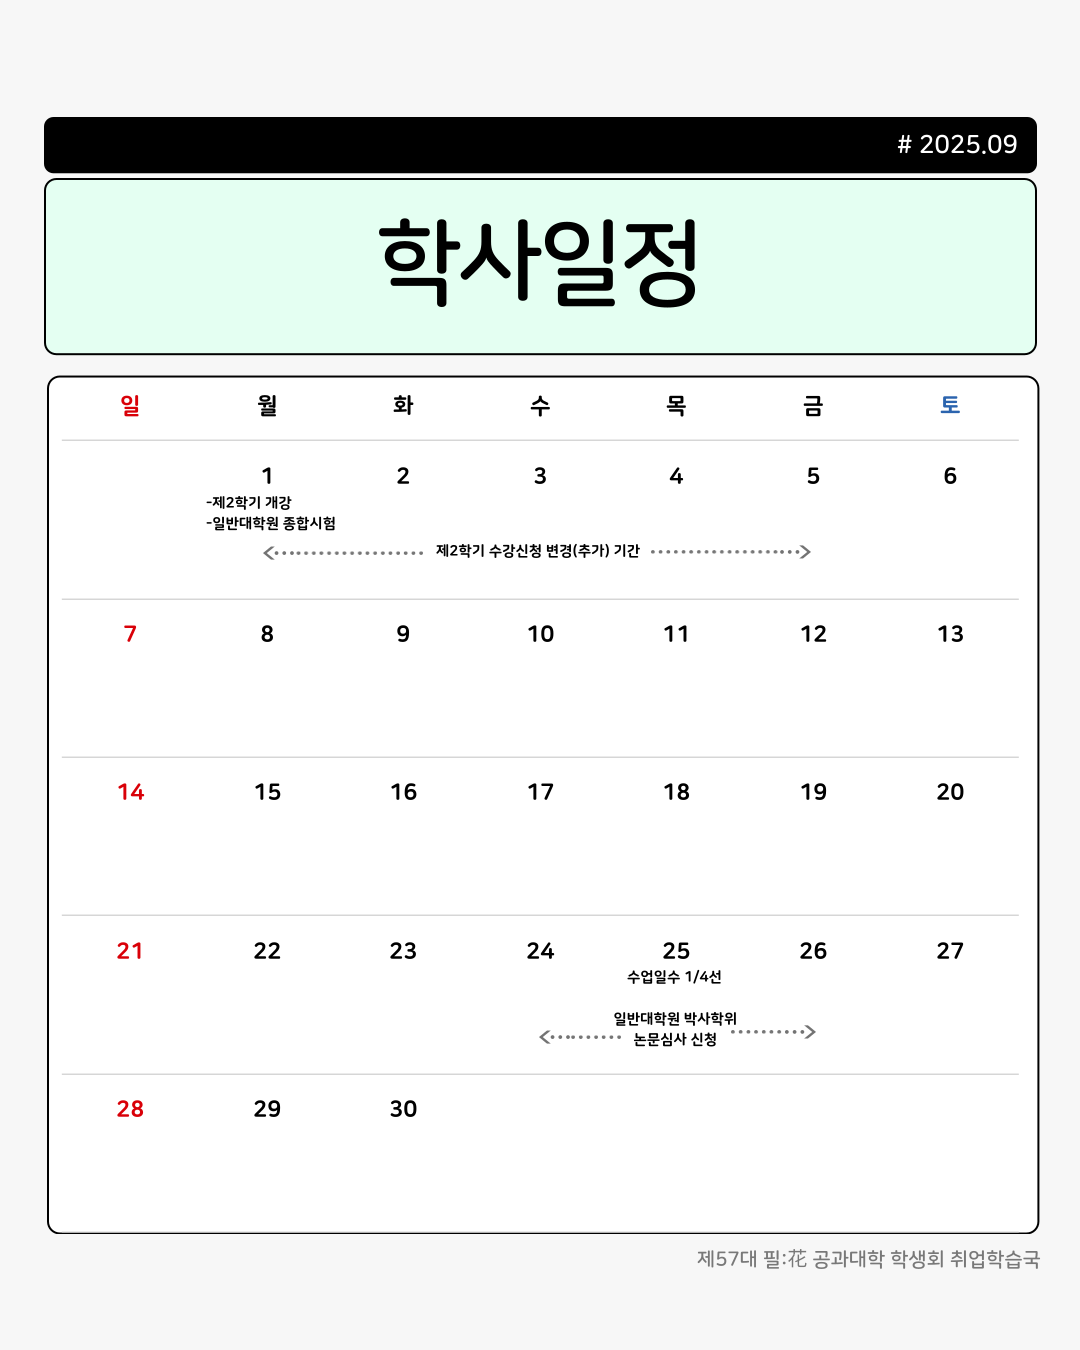 # 2025.09
학사일정
일 월 화 수 목 금 토
1 2 3 4 5 6
-제2학기 개강
-일반대학원 종합시험
제2학기 수강신청 변경(추가) 기간
7 8 9 10 11 12 13
14 15 16 17 18 19 20
21 22 23 24 25 26 27
수업일수 1/4선
일반대학원 박사학위
논문심사 신청
28 29 30
제57대 필:花 공과대학 학생회 취업학습국